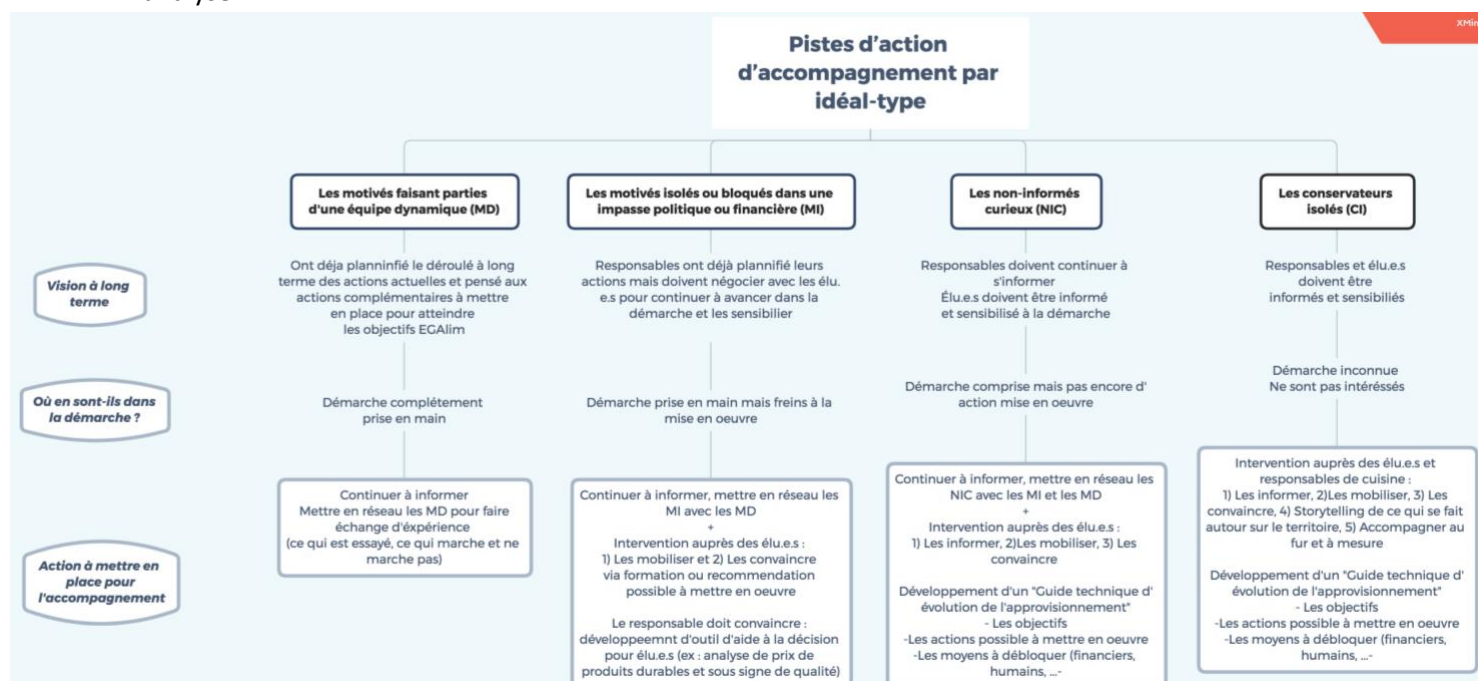 XMin
Pistes d'action
d'accompagnement par
idéal-type
Les motivés faisant parties
d'une équipe dynamique (MD)
Les motivés isolés ou bloqués dans une
impasse politique ou financière (MI)
Les non-informés
curieux (NIC)
Les conservateurs
isolés (CI)
Vision à long
terme
Ont déja planninfié le déroulé à long
terme des actions actuelles et pensé aux
actions complémentaires à mettre
en place pour atteindre
les objectifs EGAlim
Responsables ont déjà plannifié leurs
actions mais doivent négocier avec les élu.
e.s pour continuer à avancer dans la
démarche et les sensibilier
Responsables doivent continuer à
s'informer
Élu.e.s doivent être informé
et sensibilisé à la démarche
Responsables et élu.e.s
doivent être
informés et sensibiliés
Où en sont-ils dans
la démarche ?
Démarche complétement
prise en main
Démarche prise en main mais freins à la
mise en oeuvre
Démarche comprise mais pas encore d'
action mise en oeuvre
Démarche inconnue
Ne sont pas intéréssés
Action à mettre en
place pour
l'accompagnement
Continuer à informer
Mettre en réseau les MD pour faire
échange d'éxpérience
(ce qui est essayé, ce qui marche et ne
marche pas)
Continuer à informer, mettre en réseau les
MI avec les MD
+
Intervention auprès des élu.e.s :
1) Les mobiliser et 2) Les convaincre
via formation ou recommendation
possible à mettre en oeuvre
Le responsable doit convaincre :
développeemnt d'outil d'aide à la décision
pour élu.e.s (ex : analyse de prix de
produits durables et sous signe de qualité)
Continuer à informer, mettre en réseau les
NIC avec les MI et les MD
+
Intervention auprès des élu.e.s :
1) Les informer, 2)Les mobiliser, 3) Les
convaincre
Développement d'un "Guide technique d'
évolution de l'approvisionnement"
- Les objectifs
-Les actions possible à mettre en oeuvre
-Les moyens à débloquer (financiers,
humains, ...-
Intervention auprès des élu.e.s et
responsables de cuisine :
1) Les informer, 2)Les mobiliser, 3) Les
convaincre, 4) Storytelling de ce qui se fait
autour sur le territoire, 5) Accompagner au
fur et à mesure
Développement d'un "Guide technique d'
évolution de l'approvisionnement"
- Les objectifs
-Les actions possible à mettre en oeuvre
-Les moyens à débloquer (financiers,
humains, ...-